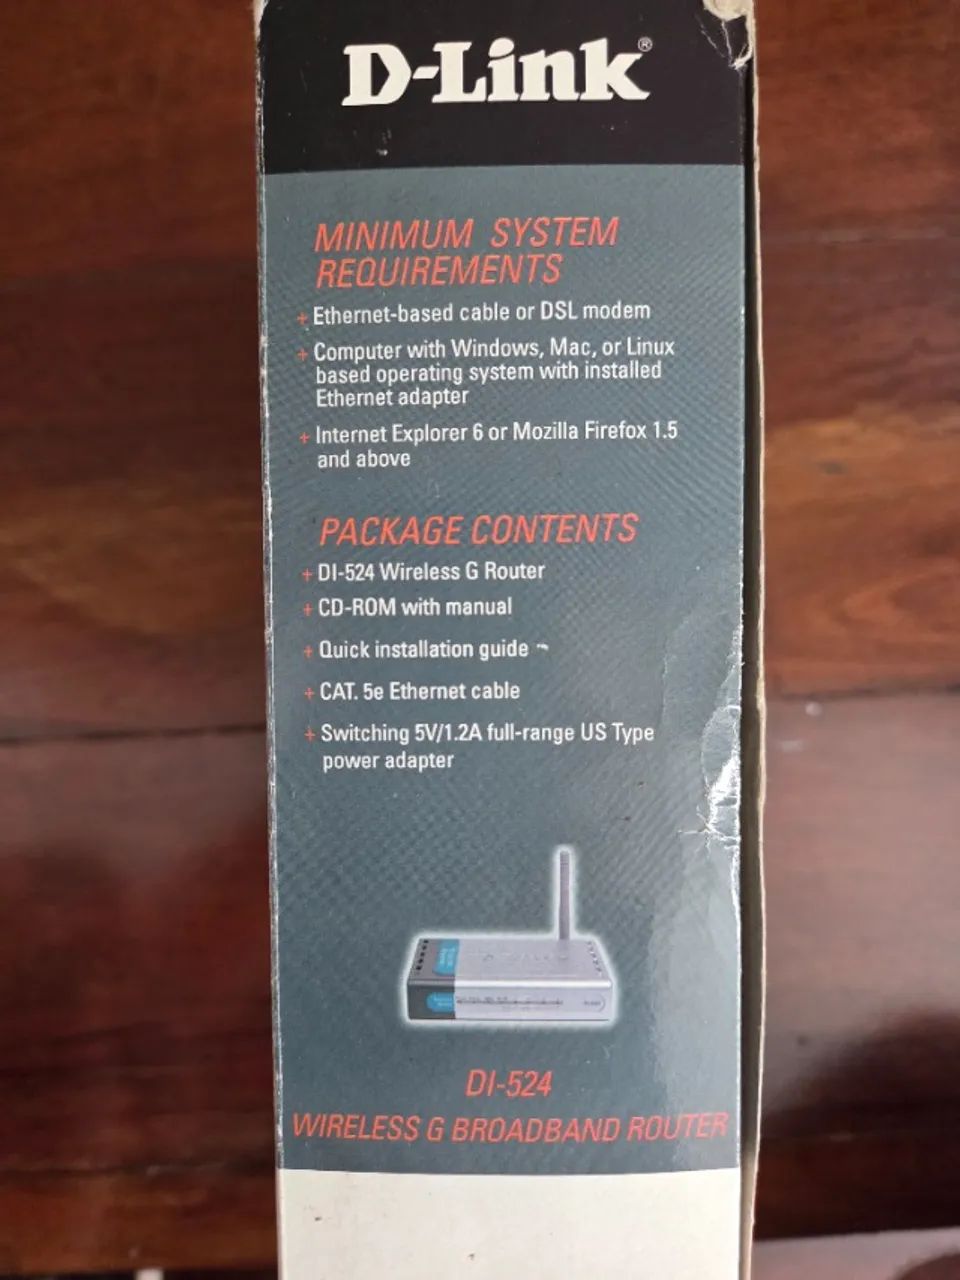 D-Link®
MINIMUM SYSTEM
REQUIREMENTS
+ Ethernet-based cable or DSL modem
+ Computer with Windows, Mac, or Linux
based operating system with installed
Ethernet adapter
+ Internet Explorer 6 or Mozilla Firefox 1.5
and above
PACKAGE CONTENTS
+ DI-524 Wireless G Router
+ CD-ROM with manual
+ Quick installation guide
+ CAT. 5e Ethernet cable
+ Switching 5V/1.2A full-range US Type
power adapter
DI-524
WIRELESS G BROADBAND ROUTER